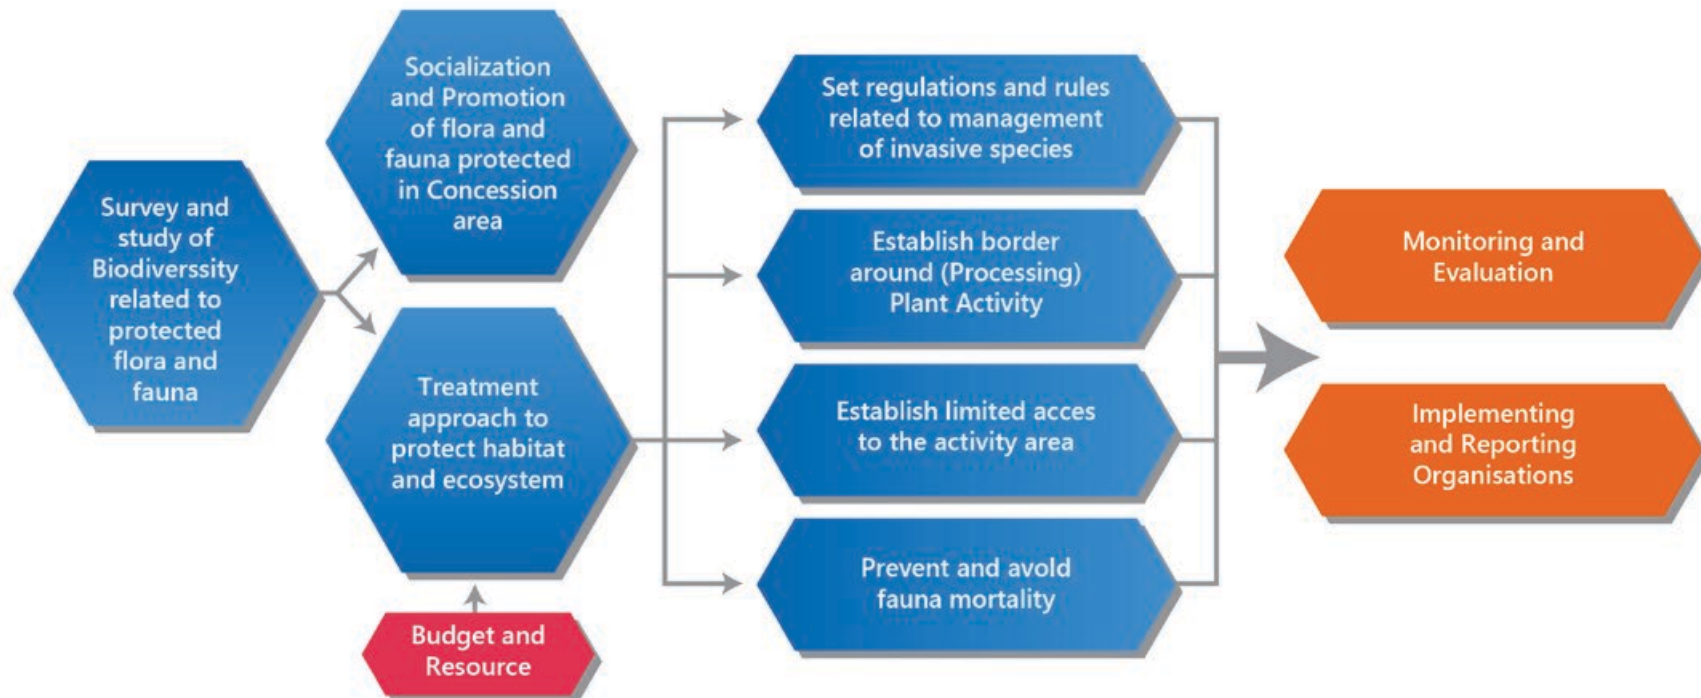 Survey and
study of
Biodiverssity
related to
protected
flora and
fauna
Socialization
and Promotion
of flora and
fauna protected
in Concession
area
Treatment
approach to
protect habitat
and ecosystem
Budget and
Resource
Set regulations and rules
related to management
of invasive species
Establish border
around (Processing)
Plant Activity
Establish limited acces
to the activity area
Prevent and avold
fauna mortality
Monitoring and
Evaluation
Implementing
and Reporting
Organisations